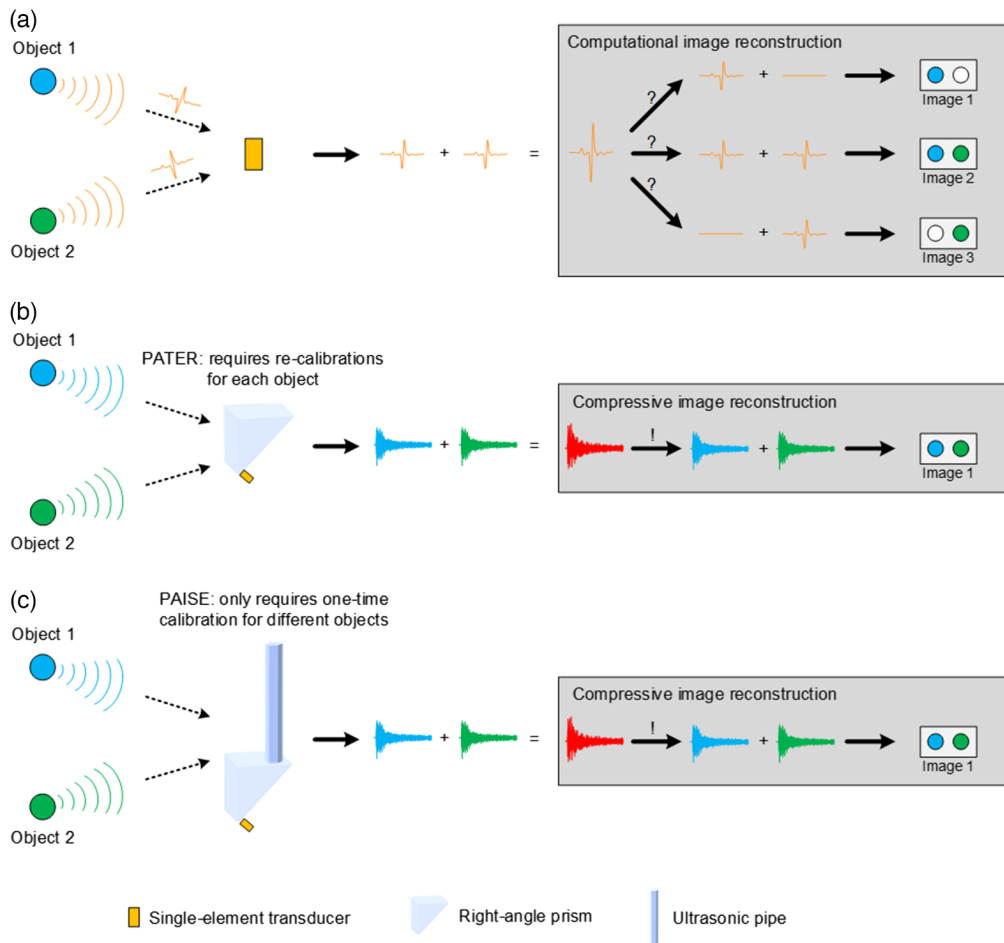 (a)
Object 1
Object 2
+
=
Computational image reconstruction
?
+
Image 1
?
+
Image 2
?
+
Image 3
(b)
Object 1
PATER: requires re-calibrations
for each object
Object 2
+
=
Compressive image reconstruction
!
+
Image 1
(c)
PAISE: only requires one-time
calibration for different objects
Object 1
Object 2
+
=
Compressive image reconstruction
!
+
Image 1
Single-element transducer
Right-angle prism
Ultrasonic pipe